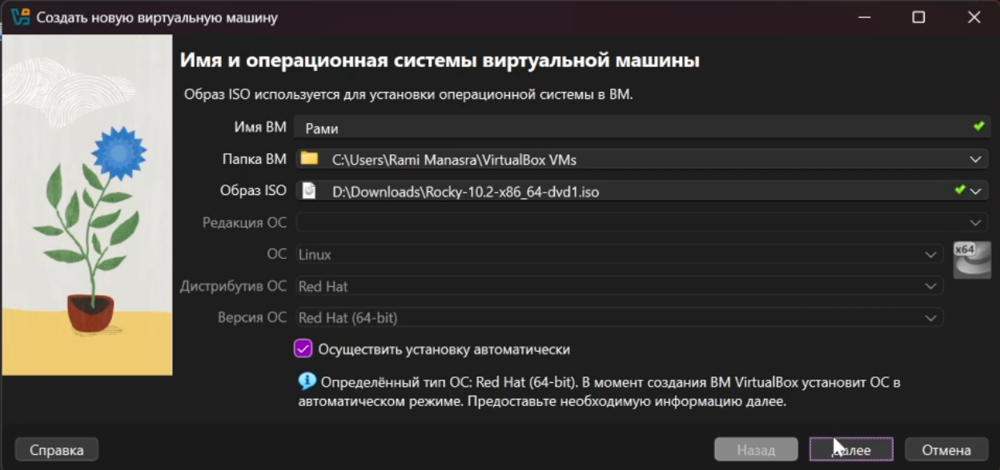 Создать новую виртуальную машину
Имя и операционная системы виртуальной машины
Образ ISO используется для установки операционной системы в ВМ.
Имя ВМ Рами
Папка ВМ C:\Users\Rami Manasra\VirtualBox VMs
Образ ISO D:\Downloads\Rocky-10.2-x86_64-dvd1.iso
Редакция ОС
ОС Linux x64
Дистрибутив ОС Red Hat
Версия ОС Red Hat (64-bit)
Осуществить установку автоматически
Определённый тип ОС: Red Hat (64-bit). В момент создания ВМ VirtualBox установит ОС в
автоматическом режиме. Предоставьте необходимую информацию далее.
Справка Назад Далее Отмена